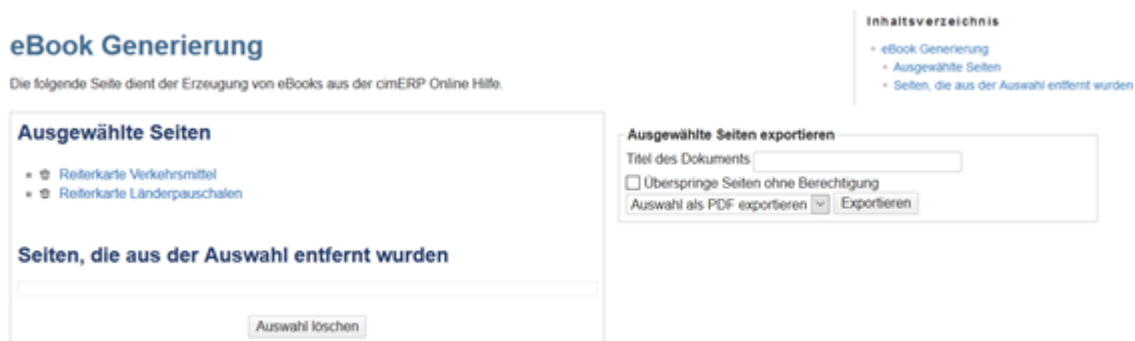 Inhaltsverzeichnis
eBook Generierung
Ausgewählte Seiten
Seiten, die aus der Auswahl entfernt wurden
eBook Generierung
Die folgende Seite dient der Erzeugung von eBooks aus der cimERP Online Hilfe.
Ausgewählte Seiten
Reiterkarte Verkehrsmittel
Reiterkarte Länderpauschalen
Seiten, die aus der Auswahl entfernt wurden
Auswahl löschen
Ausgewählte Seiten exportieren
Titel des Dokuments
Überspringe Seiten ohne Berechtigung
Auswahl als PDF exportieren Exportieren